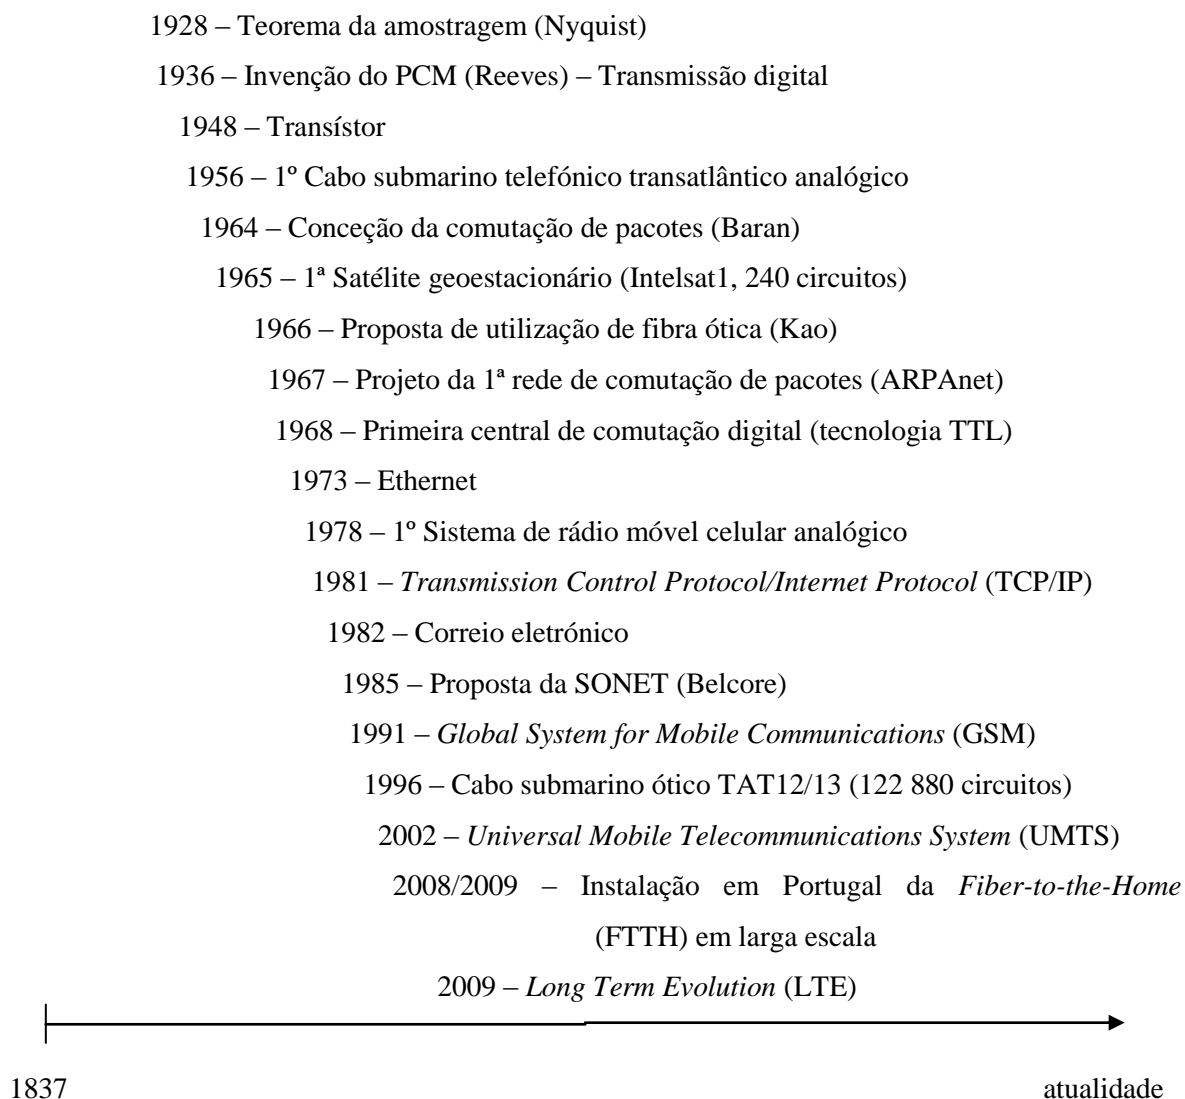 1928 – Teorema da amostragem (Nyquist)
1936 – Invenção do PCM (Reeves) – Transmissão digital
1948 – Transístor
1956 – 1º Cabo submarino telefónico transatlântico analógico
1964 – Conceção da comutação de pacotes (Baran)
1965 – 1ª Satélite geoestacionário (Intelsat1, 240 circuitos)
1966 – Proposta de utilização de fibra ótica (Kao)
1967 – Projeto da 1ª rede de comutação de pacotes (ARPAnet)
1968 – Primeira central de comutação digital (tecnologia TTL)
1973 – Ethernet
1978 – 1º Sistema de rádio móvel celular analógico
1981 – Transmission Control Protocol/Internet Protocol (TCP/IP)
1982 – Correio eletrónico
1985 – Proposta da SONET (Belcore)
1991 – Global System for Mobile Communications (GSM)
1996 – Cabo submarino ótico TAT12/13 (122 880 circuitos)
2002 – Universal Mobile Telecommunications System (UMTS)
2008/2009 – Instalação em Portugal da Fiber-to-the-Home
(FTTH) em larga escala
2009 – Long Term Evolution (LTE)
1837 atualidade